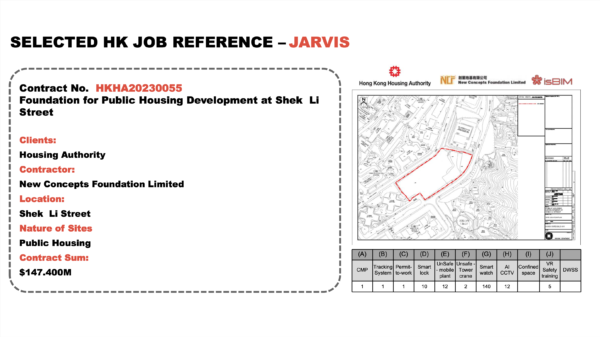 SELECTED HK JOB REFERENCE – JARVIS
Contract No. HKHA20230055
Foundation for Public Housing Development at Shek Li
Street
Clients:
Housing Authority
Contractor:
New Concepts Foundation Limited
Location:
Shek Li Street
Nature of Sites
Public Housing
Contract Sum:
$147.400M
Hong Kong Housing Authority
NCF
New Concepts Foundation Limited
isBIM
(A) (B) (C) (D) (E) (F) (G) (H) (I) (J)
CMP Tracking System Permit-to-work Smart lock UniSafe - mobile plant Unisafe - Tower crane Smart watch AI CCTV Confined space VR Safety training DWSS
1 1 1 10 12 2 140 12 5